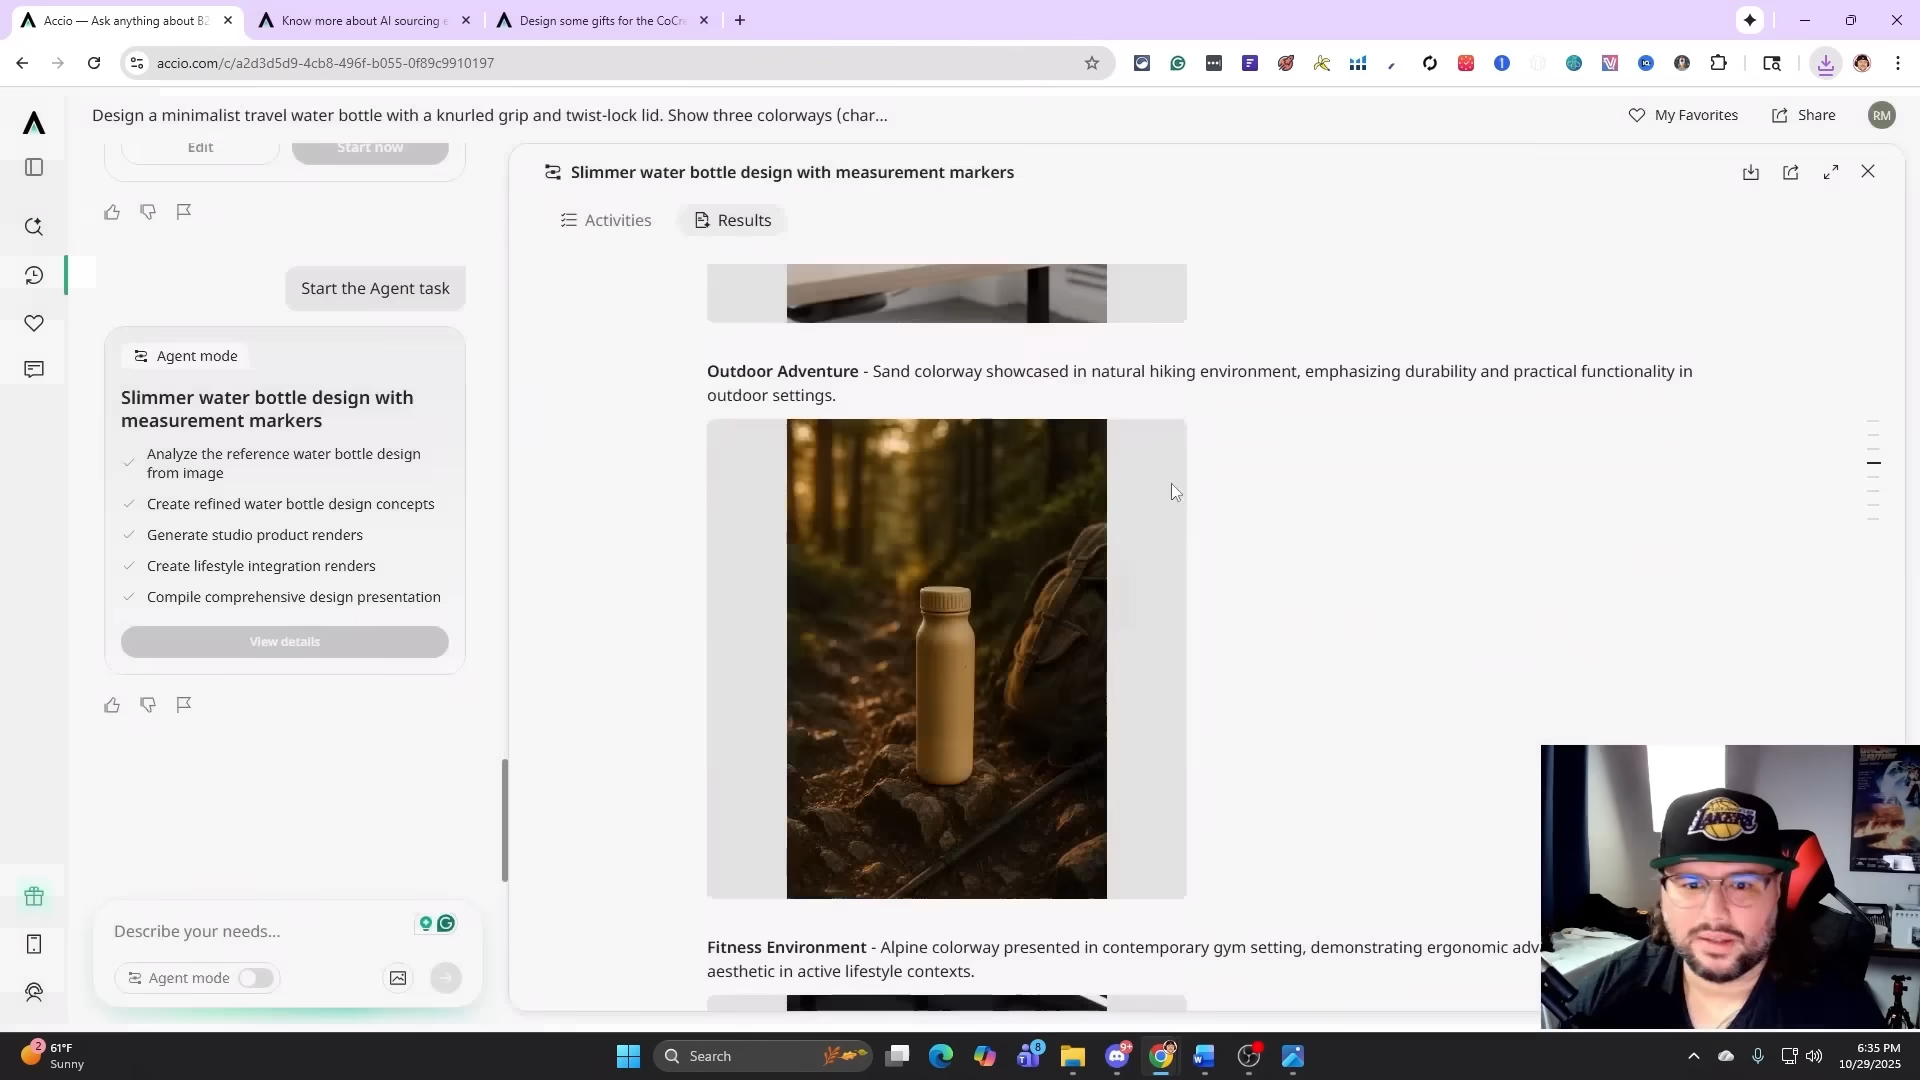 Accio — Ask anything about B2
Know more about AI sourcing e
Design some gifts for the CoCre
accio.com/c/a2d3d5d9-4cb8-496f-b055-0f89c9910197
Design a minimalist travel water bottle with a knurled grip and twist-lock lid. Show three colorways (char...
My Favorites
Share
RM
Edit
Start now
Start the Agent task
Agent mode
Slimmer water bottle design with
measurement markers
Analyze the reference water bottle design
from image
Create refined water bottle design concepts
Generate studio product renders
Create lifestyle integration renders
Compile comprehensive design presentation
View details
Describe your needs...
Agent mode
Slimmer water bottle design with measurement markers
Activities
Results
Outdoor Adventure - Sand colorway showcased in natural hiking environment, emphasizing durability and practical functionality in
outdoor settings.
Fitness Environment - Alpine colorway presented in contemporary gym setting, demonstrating ergonomic adv
aesthetic in active lifestyle contexts.
LAKERS
2
61°F
Sunny
Search
8
9+
6:35 PM
10/29/2025